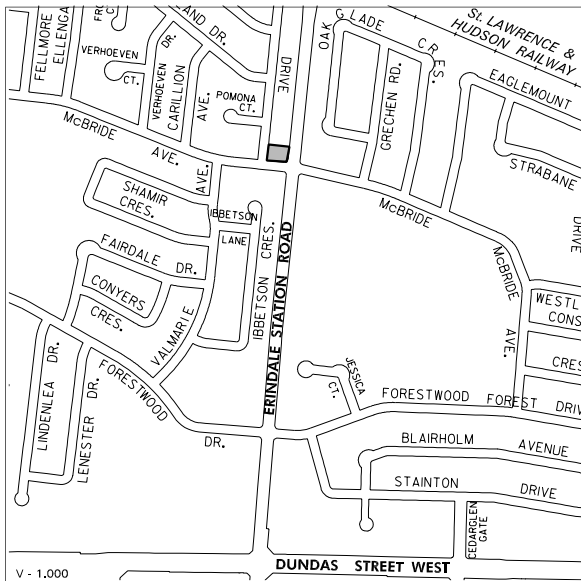 FELLMORE
ELLENGA
FRO
C
VERHOEVEN
CT.
VERHOEVEN
DR.
CARILLION
AVE.
LAND DR.
POMONA
CT.
DRIVE
OAK
GLADE
CRES.
GRECHEN RD.
St. LAWRENCE &
HUDSON RAILWAY
EAGLEMOUNT
STRABANE
DRIVE
McBRIDE
AVE.
AVE.
SHAMIR
CRES.
IBBETSON
LANE
IBBETSON CRES.
ERINDALE STATION ROAD
McBRIDE
McBRIDE
AVE.
FAIRDALE DR.
CONYERS
CRES.
VALMARIE
WESTL
CONS
CRES
FORESTWOOD
DR.
LINDENLEA DR.
LENESTER DR.
JESSICA
CT.
FORESTWOOD FOREST DRIV
BLAIRHOLM AVENUE
STAINTON DRIVE
CEDARGLEN
GATE
DUNDAS STREET WEST
V - 1.000